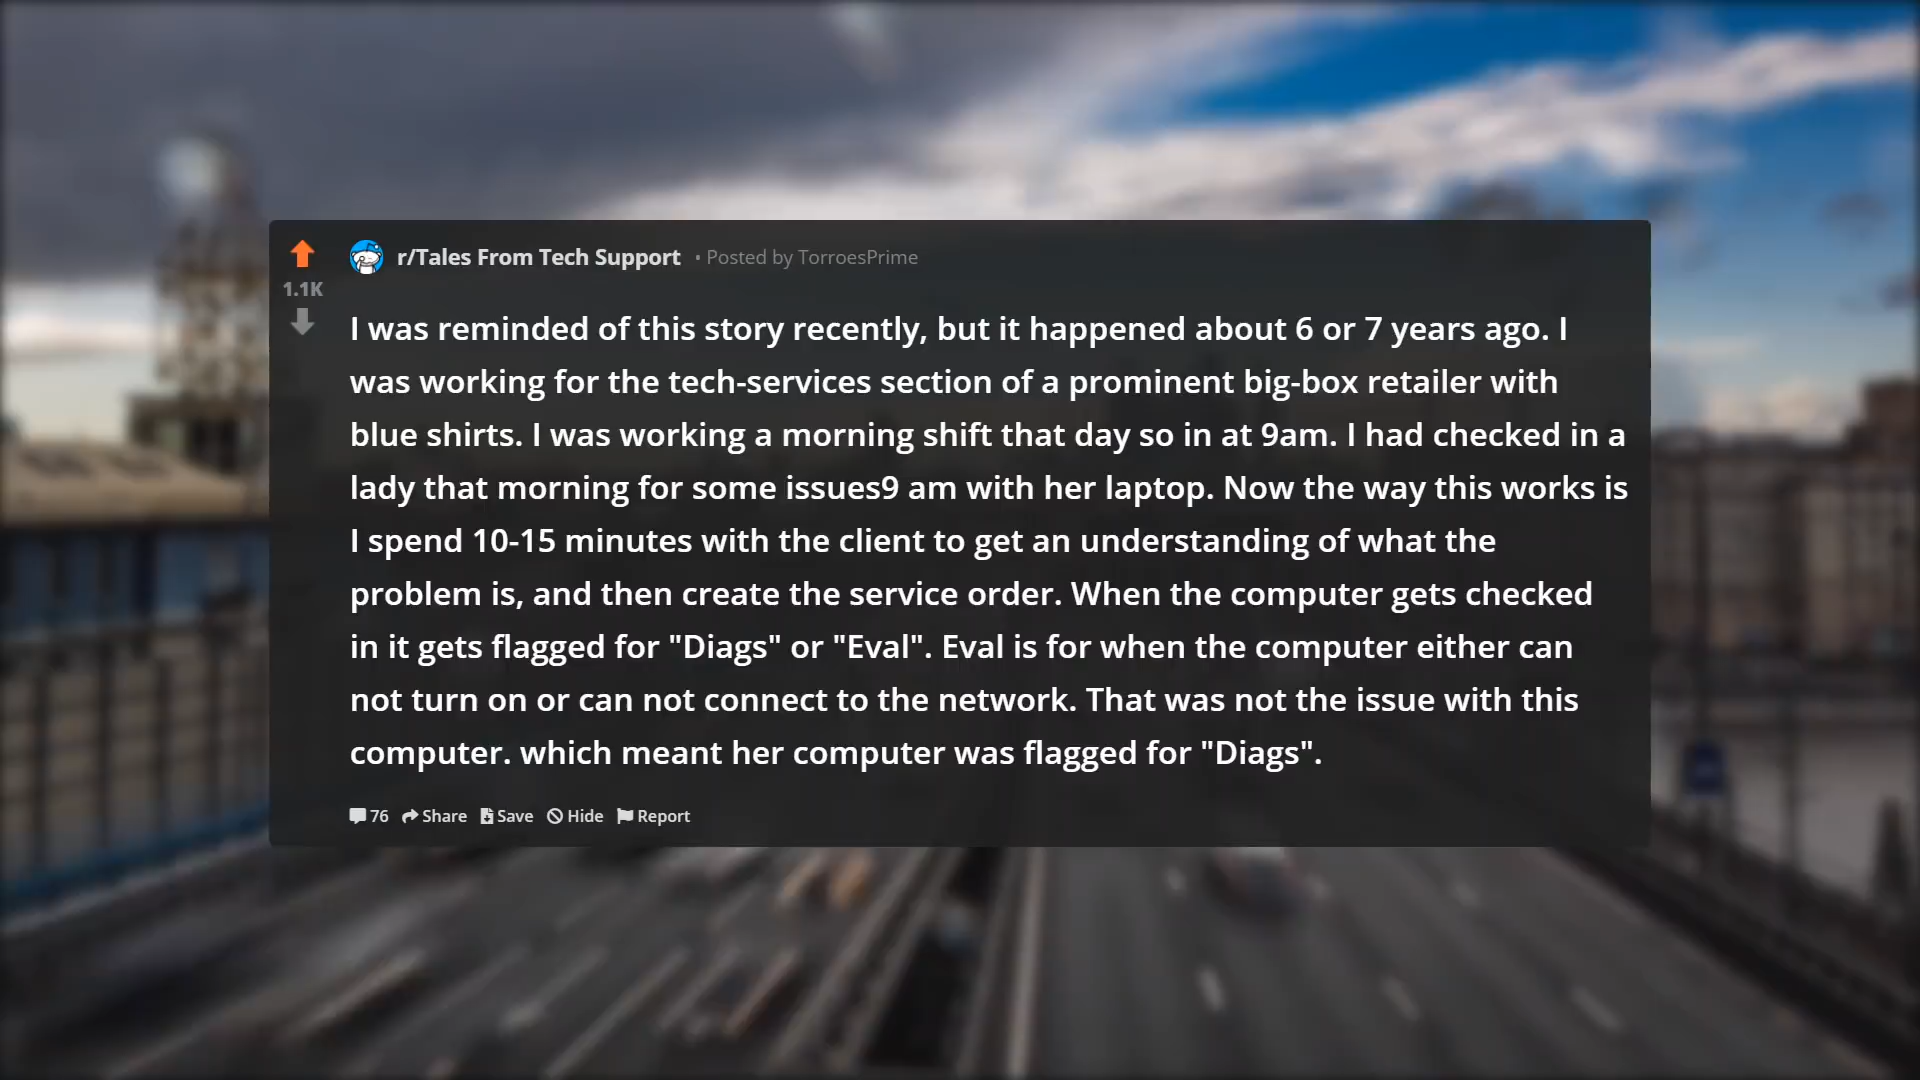 r/Tales From Tech Support • Posted by TorroesPrime
1.1K
I was reminded of this story recently, but it happened about 6 or 7 years ago. I
was working for the tech-services section of a prominent big-box retailer with
blue shirts. I was working a morning shift that day so in at 9am. I had checked in a
lady that morning for some issues9 am with her laptop. Now the way this works is
I spend 10-15 minutes with the client to get an understanding of what the
problem is, and then create the service order. When the computer gets checked
in it gets flagged for "Diags" or "Eval". Eval is for when the computer either can
not turn on or can not connect to the network. That was not the issue with this
computer. which meant her computer was flagged for "Diags".
76 Share Save Hide Report